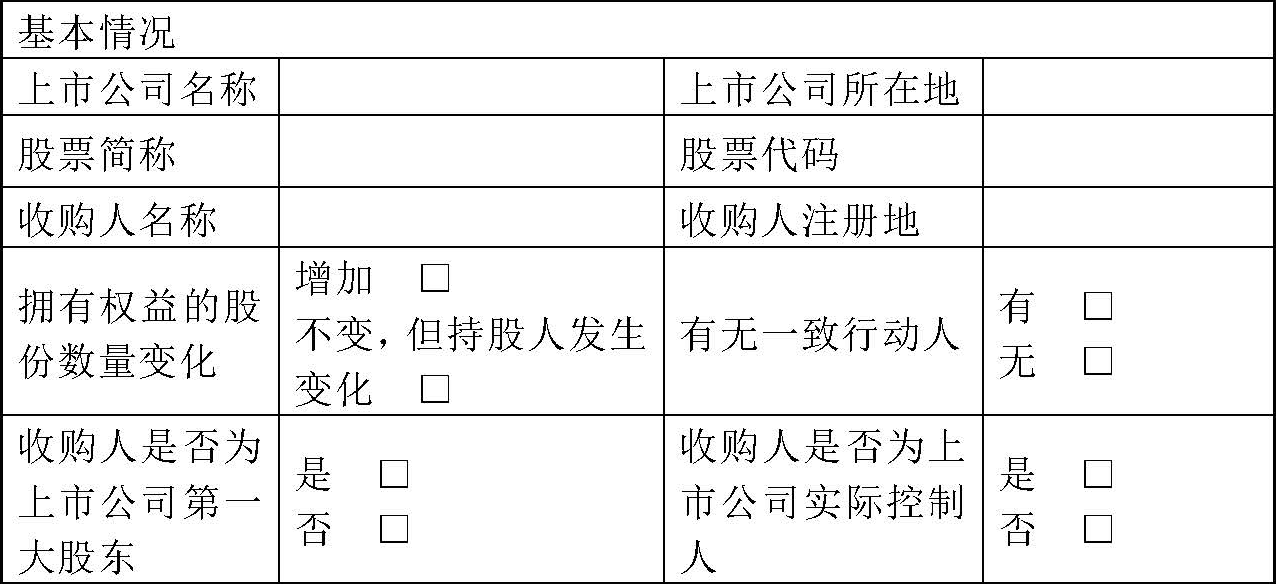 基本情况
上市公司名称
上市公司所在地
股票简称
股票代码
收购人名称
收购人注册地
拥有权益的股
份数量变化
增加 □
不变，但持股人发生
变化 □
有无一致行动人
有 □
无 □
收购人是否为
上市公司第一
大股东
是 □
否 □
收购人是否为上
市公司实际控制
人
是 □
否 □